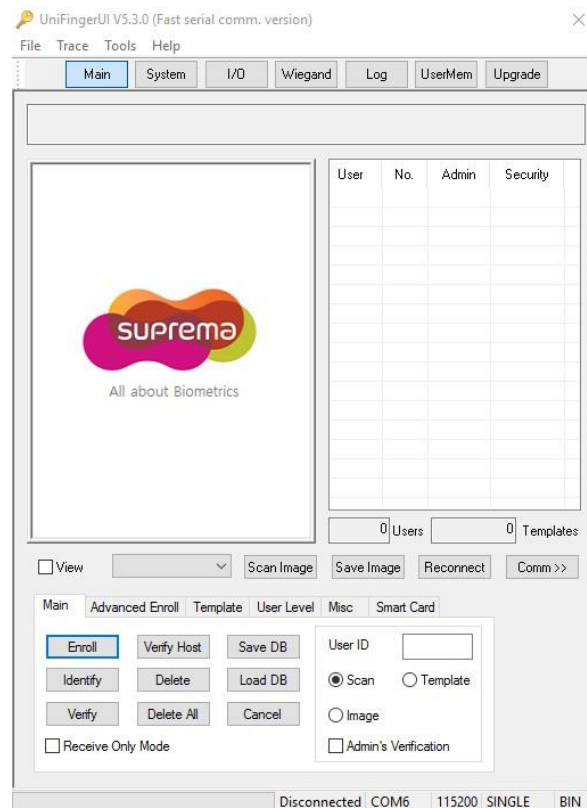 UniFingerUI V5.3.0 (Fast serial comm. version)
File Trace Tools Help
Main System I/O Wiegand Log UserMem Upgrade
User No. Admin Security
suprema
All about Biometrics
0 Users 0 Templates
View Scan Image Save Image Reconnect Comm >>
Main Advanced Enroll Template User Level Misc Smart Card
Enroll Verify Host Save DB User ID
Identify Delete Load DB Scan Template
Verify Delete All Cancel Image
Receive Only Mode Admin's Verification
Disconnected COM6 115200 SINGLE BIN